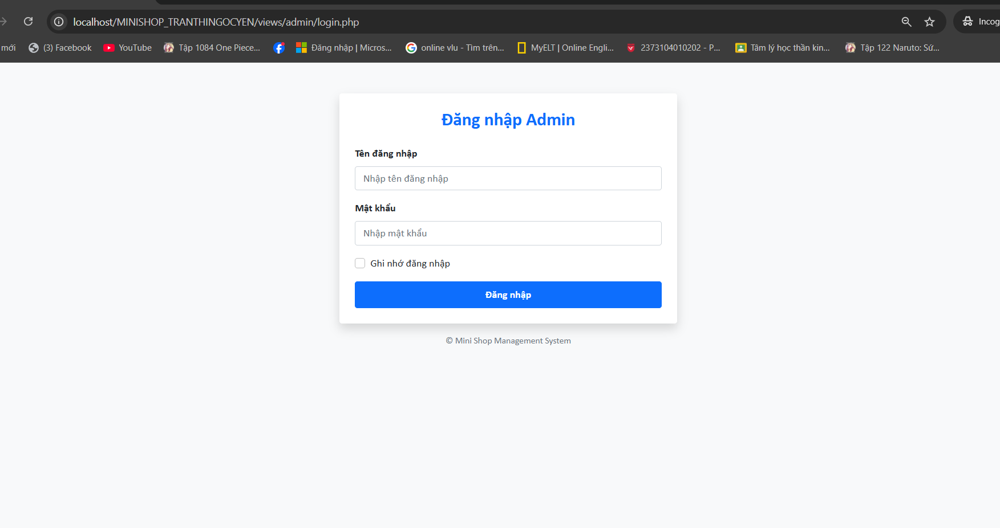 localhost/MINISHOP_TRANTHINGOCYEN/views/admin/login.php
Incog
mới (3) Facebook YouTube Tập 1084 One Piece... Đăng nhập | Micros... online vlu - Tìm trên... MyELT | Online Engli... 2373104010202 - P... Tâm lý học thần kin... Tập 122 Naruto: Sứ...
Đăng nhập Admin
Tên đăng nhập
Nhập tên đăng nhập
Mật khẩu
Nhập mật khẩu
Ghi nhớ đăng nhập
Đăng nhập
© Mini Shop Management System